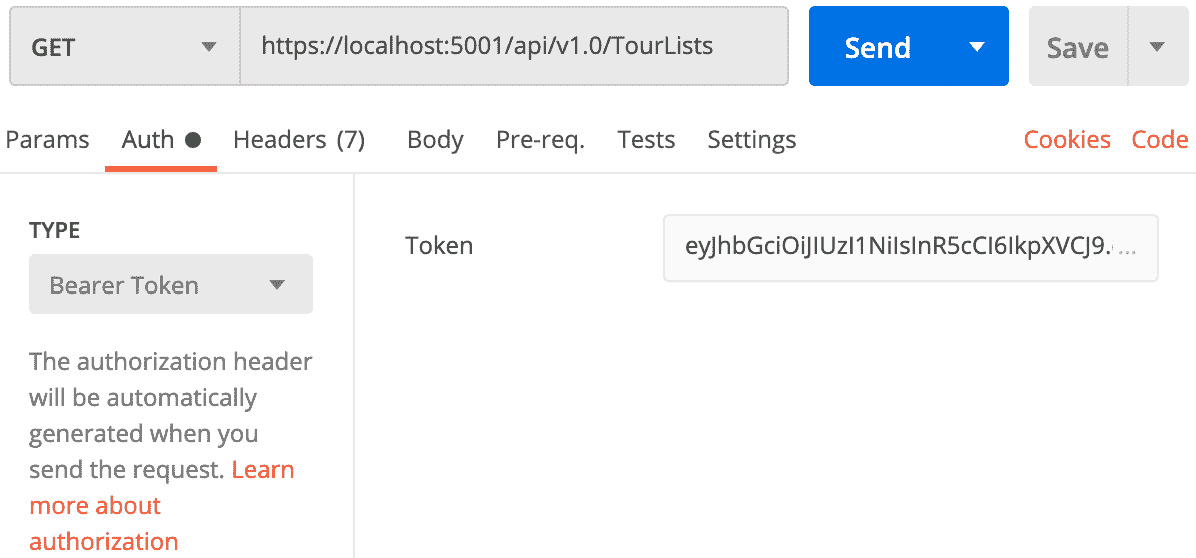 GET https://localhost:5001/api/v1.0/TourLists Send Save
Params Auth Headers (7) Body Pre-req. Tests Settings Cookies Code
TYPE
Token eyJhbGciOiJIUzI1NiIsInR5cCI6IkpXVCJ9. ...
Bearer Token
The authorization header
will be automatically
generated when you
send the request. Learn
more about
authorization